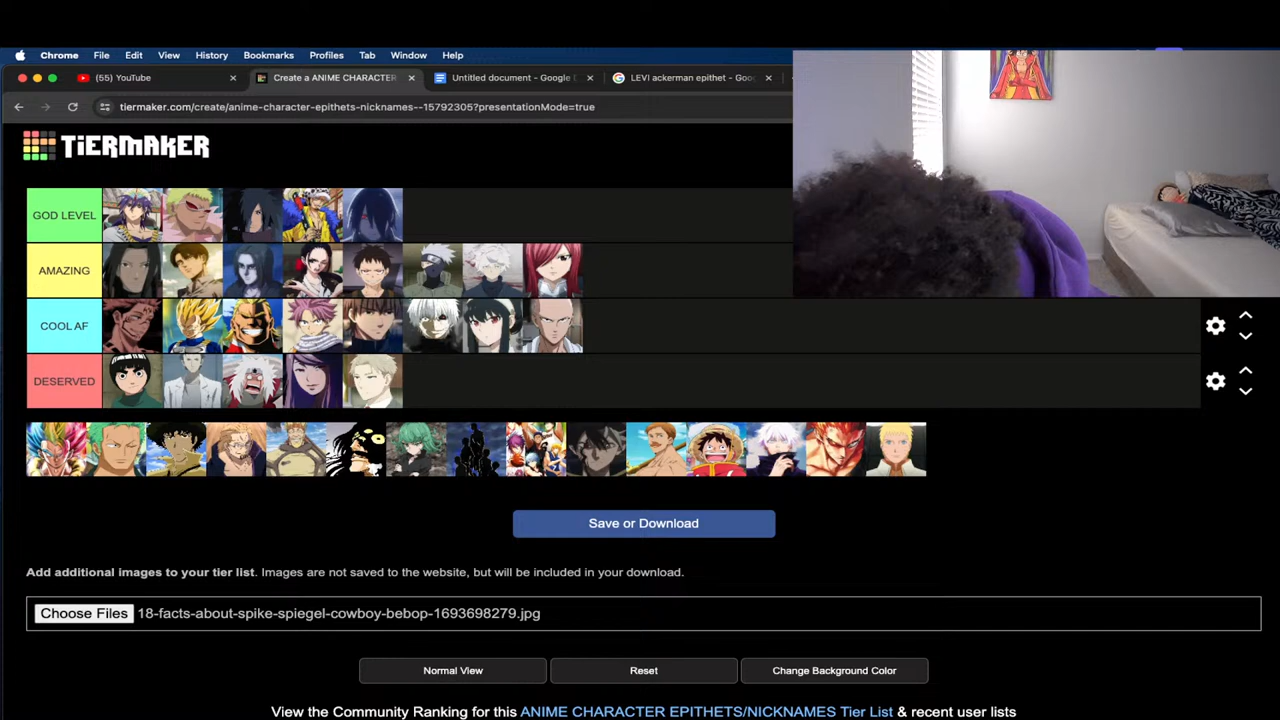 Chrome File Edit View History Bookmarks Profiles Tab Window Help
(55) YouTube Create a ANIME CHARACTER Untitled document - Google LEVI ackerman epithet - Goo
tiermaker.com/create/anime-character-epithets-nicknames--15792305?presentationMode=true
TiERMAKER
GOD LEVEL
AMAZING
COOL AF
DESERVED
Save or Download
Add additional images to your tier list. Images are not saved to the website, but will be included in your download.
Choose Files 18-facts-about-spike-spiegel-cowboy-bebop-1693698279.jpg
Normal View Reset Change Background Color
View the Community Ranking for this ANIME CHARACTER EPITHETS/NICKNAMES Tier List & recent user lists